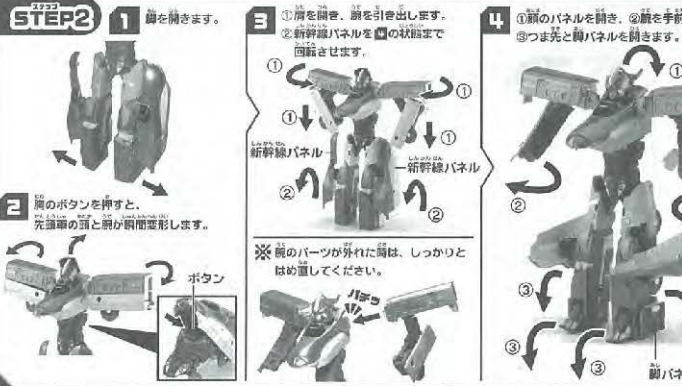 ステップ
STEP2
1 脚を開きます。
2 胸のボタンを押すと、
先頭車の頭と腕が瞬間変形します。
ボタン
3 ①肩を開き、腕を引き出します。
②新幹線パネルを4の状態まで
回転させます。
①
①
①
①
新幹線パネル
新幹線パネル
②
②
※腕のパーツが外れた時は、しっかりと
はめ直してください。
パチッ
4 ①顔のパネルを開き、②腕を手前
③つま先と脚パネルを開きます。
①
②
③
③
③
脚パネ